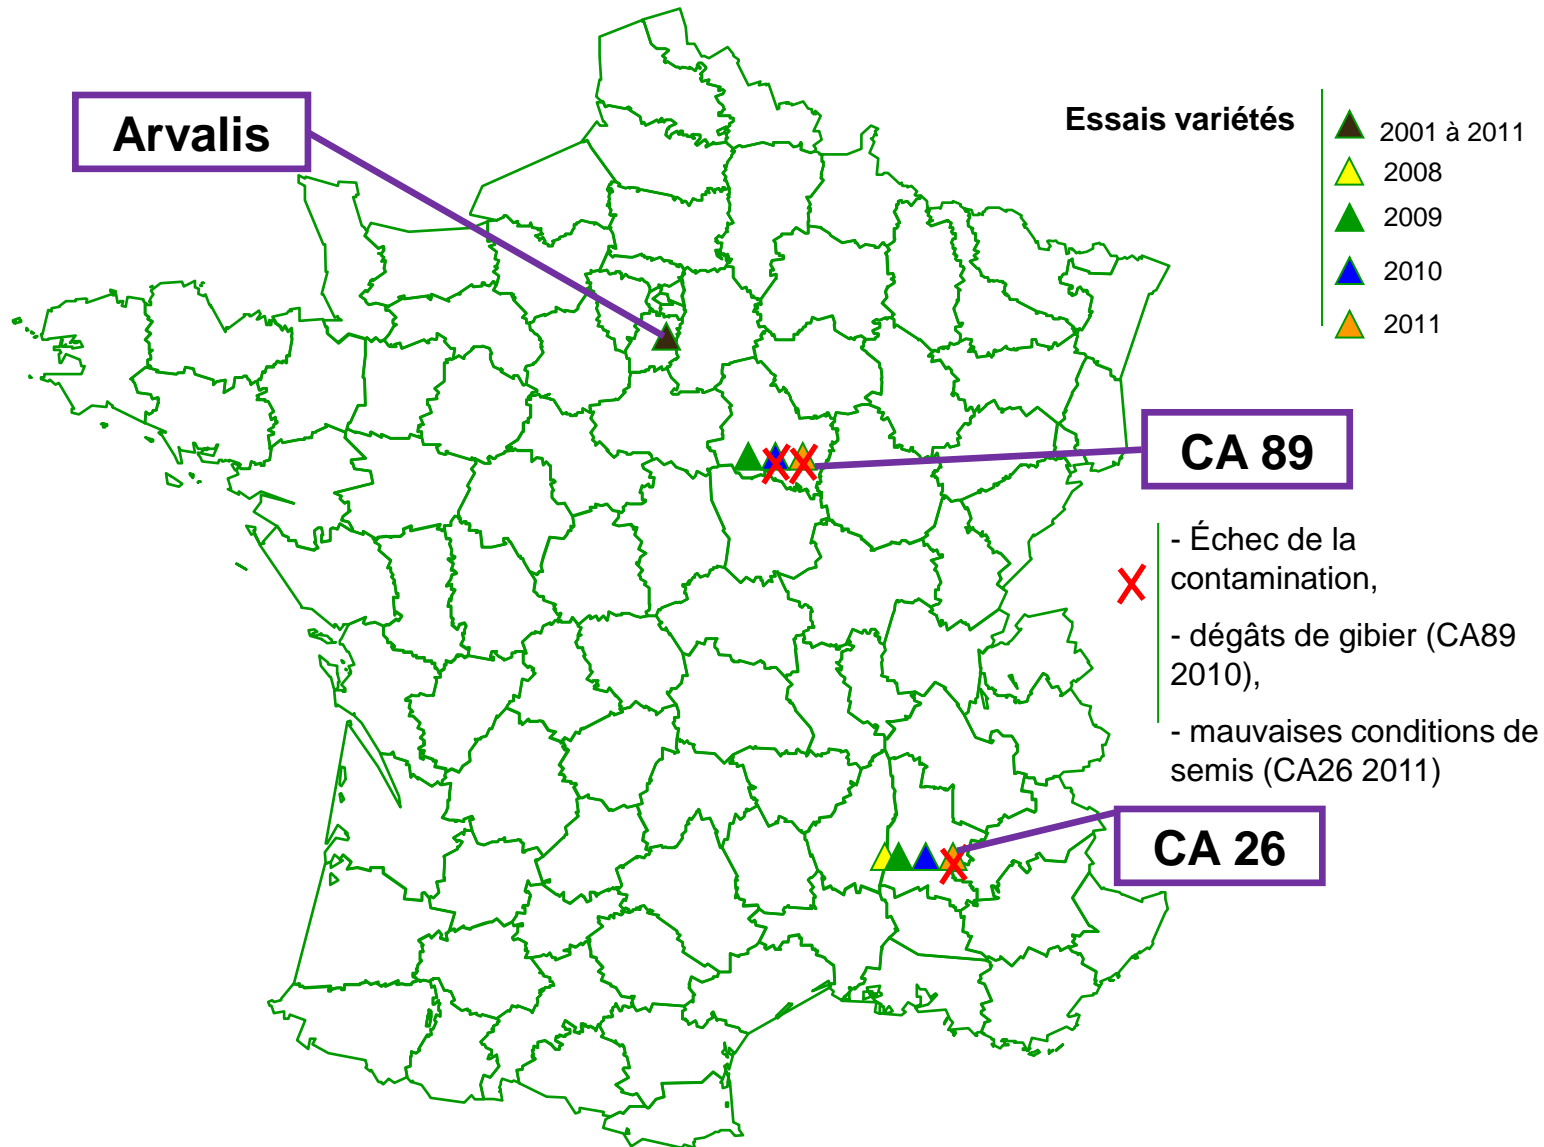 Arvalis
Essais variétés
2001 à 2011
2008
2009
2010
2011
CA 89
- Échec de la
contamination,
- dégâts de gibier (CA89
2010),
- mauvaises conditions de
semis (CA26 2011)
CA 26